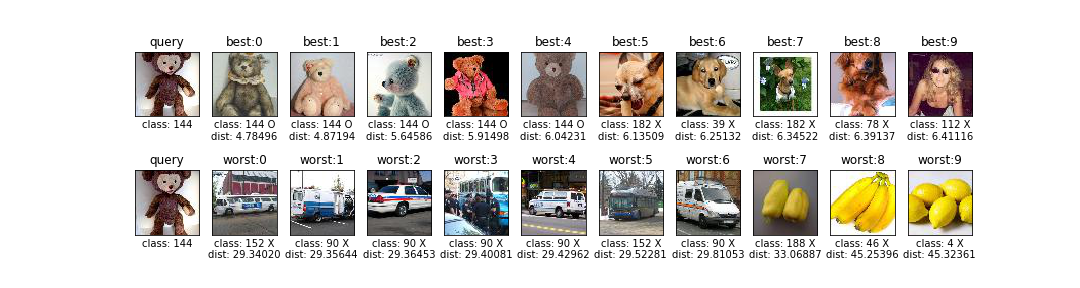 query best:0 best:1 best:2 best:3 best:4 best:5 best:6 best:7 best:8 best:9
class: 144 class: 144 O class: 144 O class: 144 O class: 144 O class: 144 O class: 182 X class: 39 X class: 182 X class: 78 X class: 112 X
dist: 4.78496 dist: 4.87194 dist: 5.64586 dist: 5.91498 dist: 6.04231 dist: 6.13509 dist: 6.25132 dist: 6.34522 dist: 6.39137 dist: 6.41116
query worst:0 worst:1 worst:2 worst:3 worst:4 worst:5 worst:6 worst:7 worst:8 worst:9
class: 144 class: 152 X class: 90 X class: 90 X class: 90 X class: 90 X class: 152 X class: 90 X class: 188 X class: 46 X class: 4 X
dist: 29.34020 dist: 29.35644 dist: 29.36453 dist: 29.40081 dist: 29.42962 dist: 29.52281 dist: 29.81053 dist: 33.06887 dist: 45.25396 dist: 45.32361